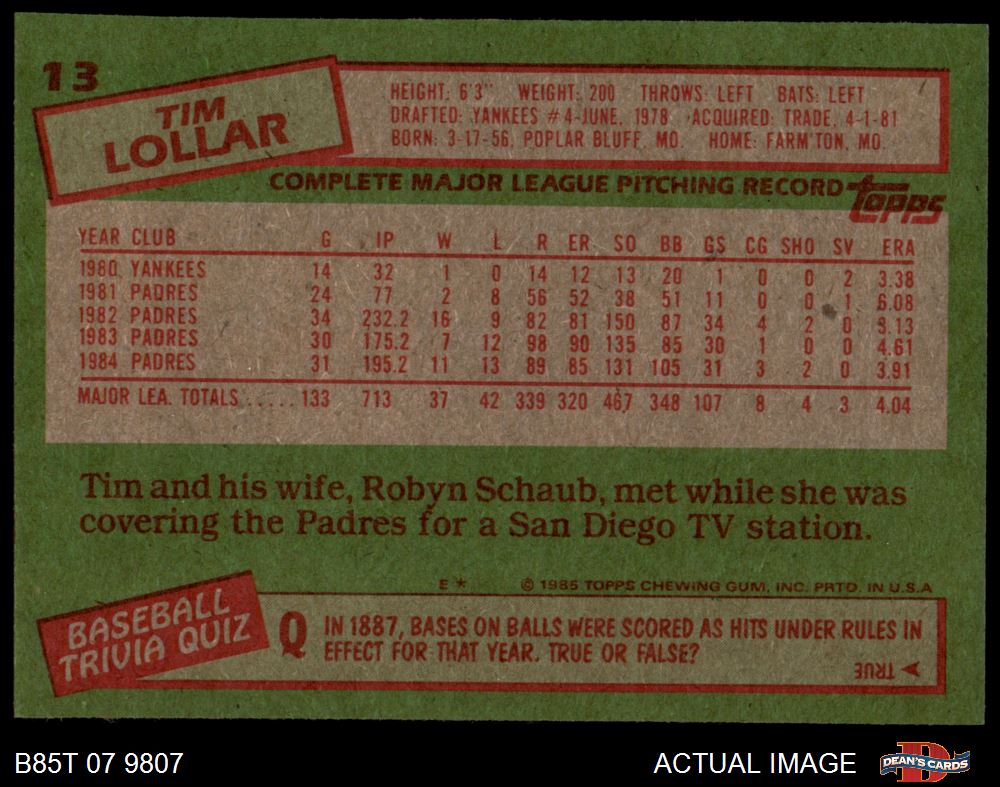 13
TIM
LOLLAR
HEIGHT: 6'3" WEIGHT: 200 THROWS: LEFT BATS: LEFT
DRAFTED: YANKEES #4-JUNE, 1978 ACQUIRED: TRADE, 4-1-81
BORN: 3-17-56, POPLAR BLUFF, MO. HOME: FARM'TON, MO.
COMPLETE MAJOR LEAGUE PITCHING RECORD topps
YEAR CLUB G IP W L R ER SO BB GS CG SHO SV ERA
1980 YANKEES 14 32 1 0 14 12 13 20 1 0 0 2 3.38
1981 PADRES 24 77 2 8 56 52 38 51 11 0 0 1 6.08
1982 PADRES 34 232.2 16 9 82 81 150 87 34 4 2 0 3.13
1983 PADRES 30 175.2 7 12 98 90 135 85 30 1 0 0 4.61
1984 PADRES 31 195.2 11 13 89 85 131 105 31 3 2 0 3.91
MAJOR LEA. TOTALS..... 133 713 37 42 339 320 467 348 107 8 4 3 4.04
Tim and his wife, Robyn Schaub, met while she was
covering the Padres for a San Diego TV station.
E * © 1985 TOPPS CHEWING GUM, INC. PRTD. IN U.S.A
BASEBALL
TRIVIA QUIZ
Q IN 1887, BASES ON BALLS WERE SCORED AS HITS UNDER RULES IN
EFFECT FOR THAT YEAR. TRUE OR FALSE?
TRUE
B85T 07 9807
ACTUAL IMAGE
D
DEAN'S CARDS